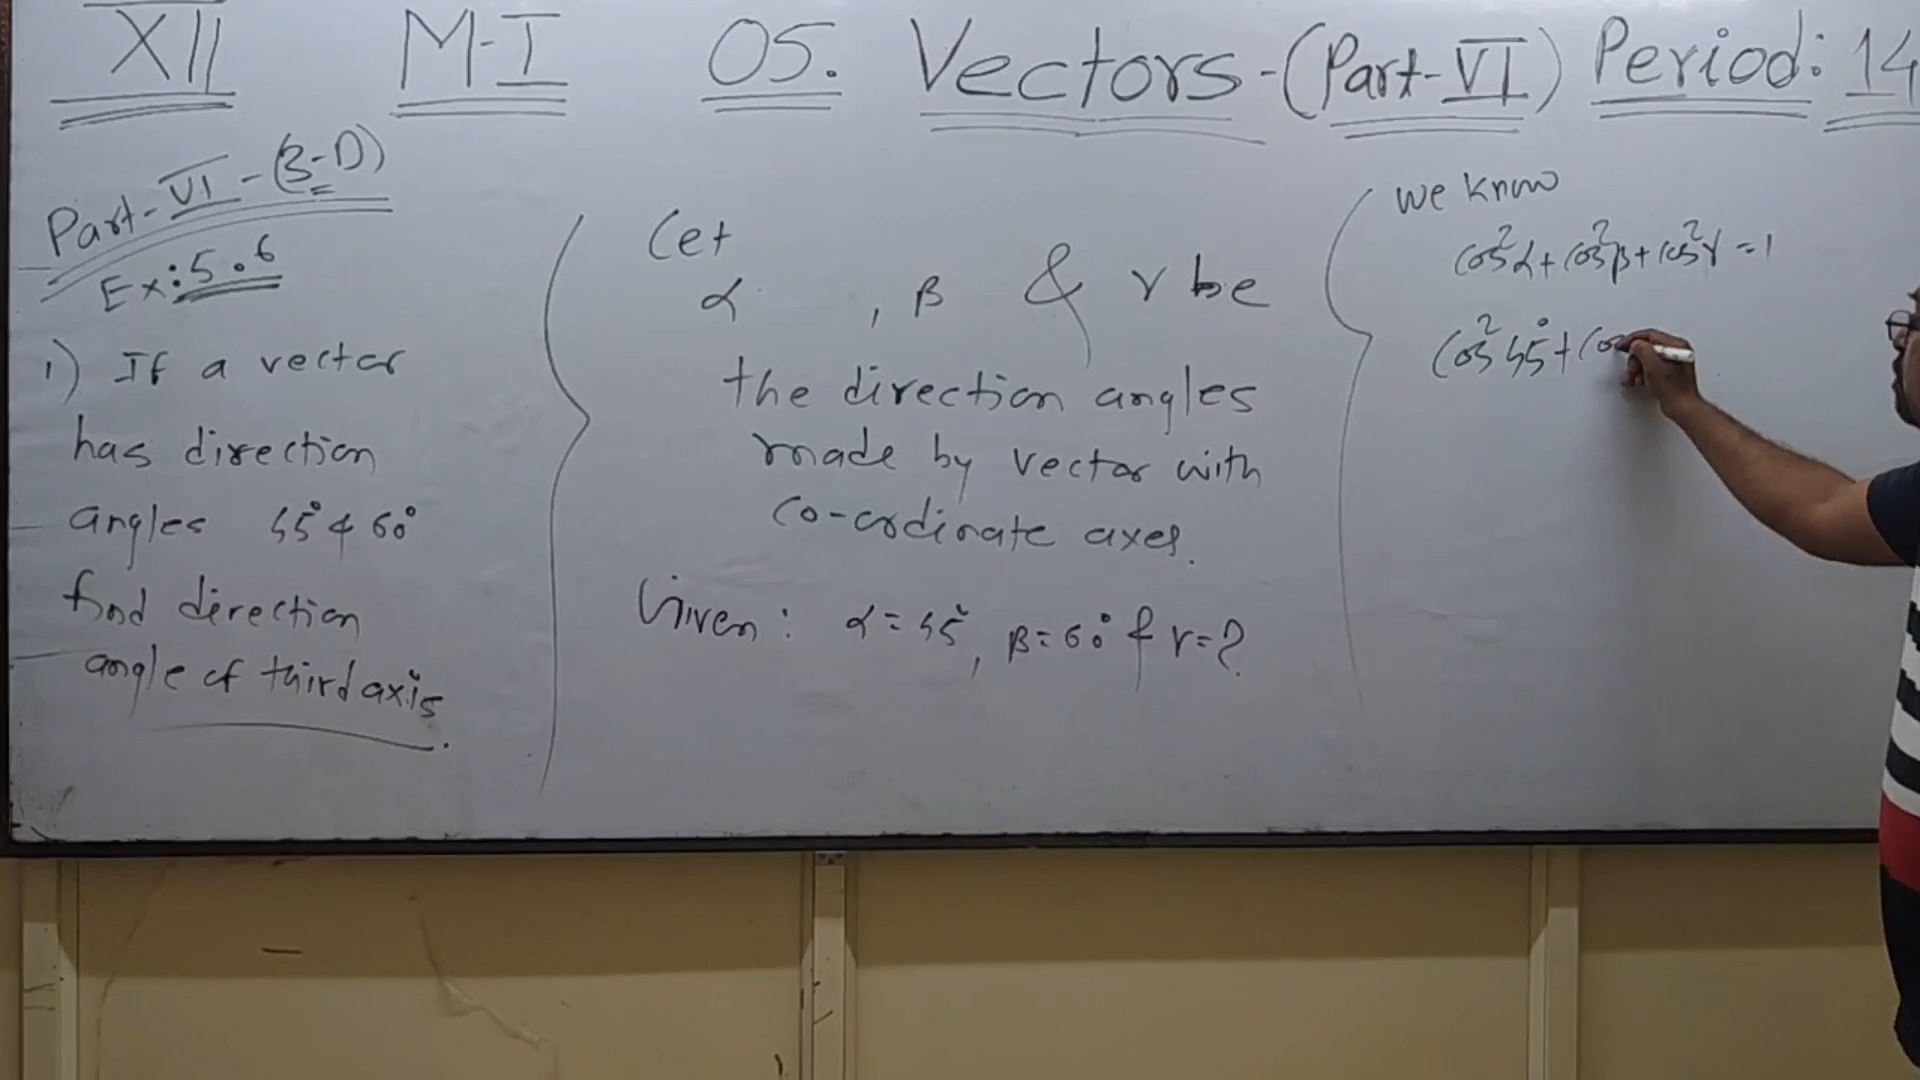 XII M-I 05. Vectors-(Part-VI) Period: 14
Part-VI-(3-D)
Ex: 5.6
1) If a vector
has direction
angles 45° & 60°
find direction
angle of third axis.
Let
α , β & γ be
the direction angles
made by vector with
co-ordinate axes.
Given: α=45°, β=60° & γ=?
we know
cos²α+cos²β+cos²γ=1
cos²45°+cos